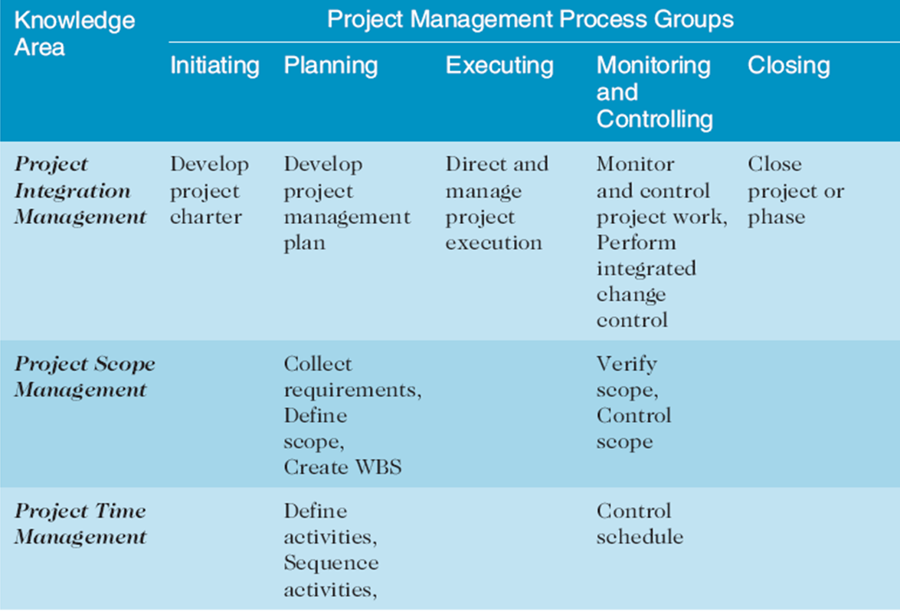 Knowledge
Area
Project Management Process Groups
Initiating
Planning
Executing
Monitoring
and
Controlling
Closing
Project
Integration
Management
Develop
project
charter
Develop
project
management
plan
Direct and
manage
project
execution
Monitor
and control
project work,
Perform
integrated
change
control
Close
project or
phase
Project Scope
Management
Collect
requirements,
Define
scope,
Create WBS
Verify
scope,
Control
scope
Project Time
Management
Define
activities,
Sequence
activities,
Control
schedule